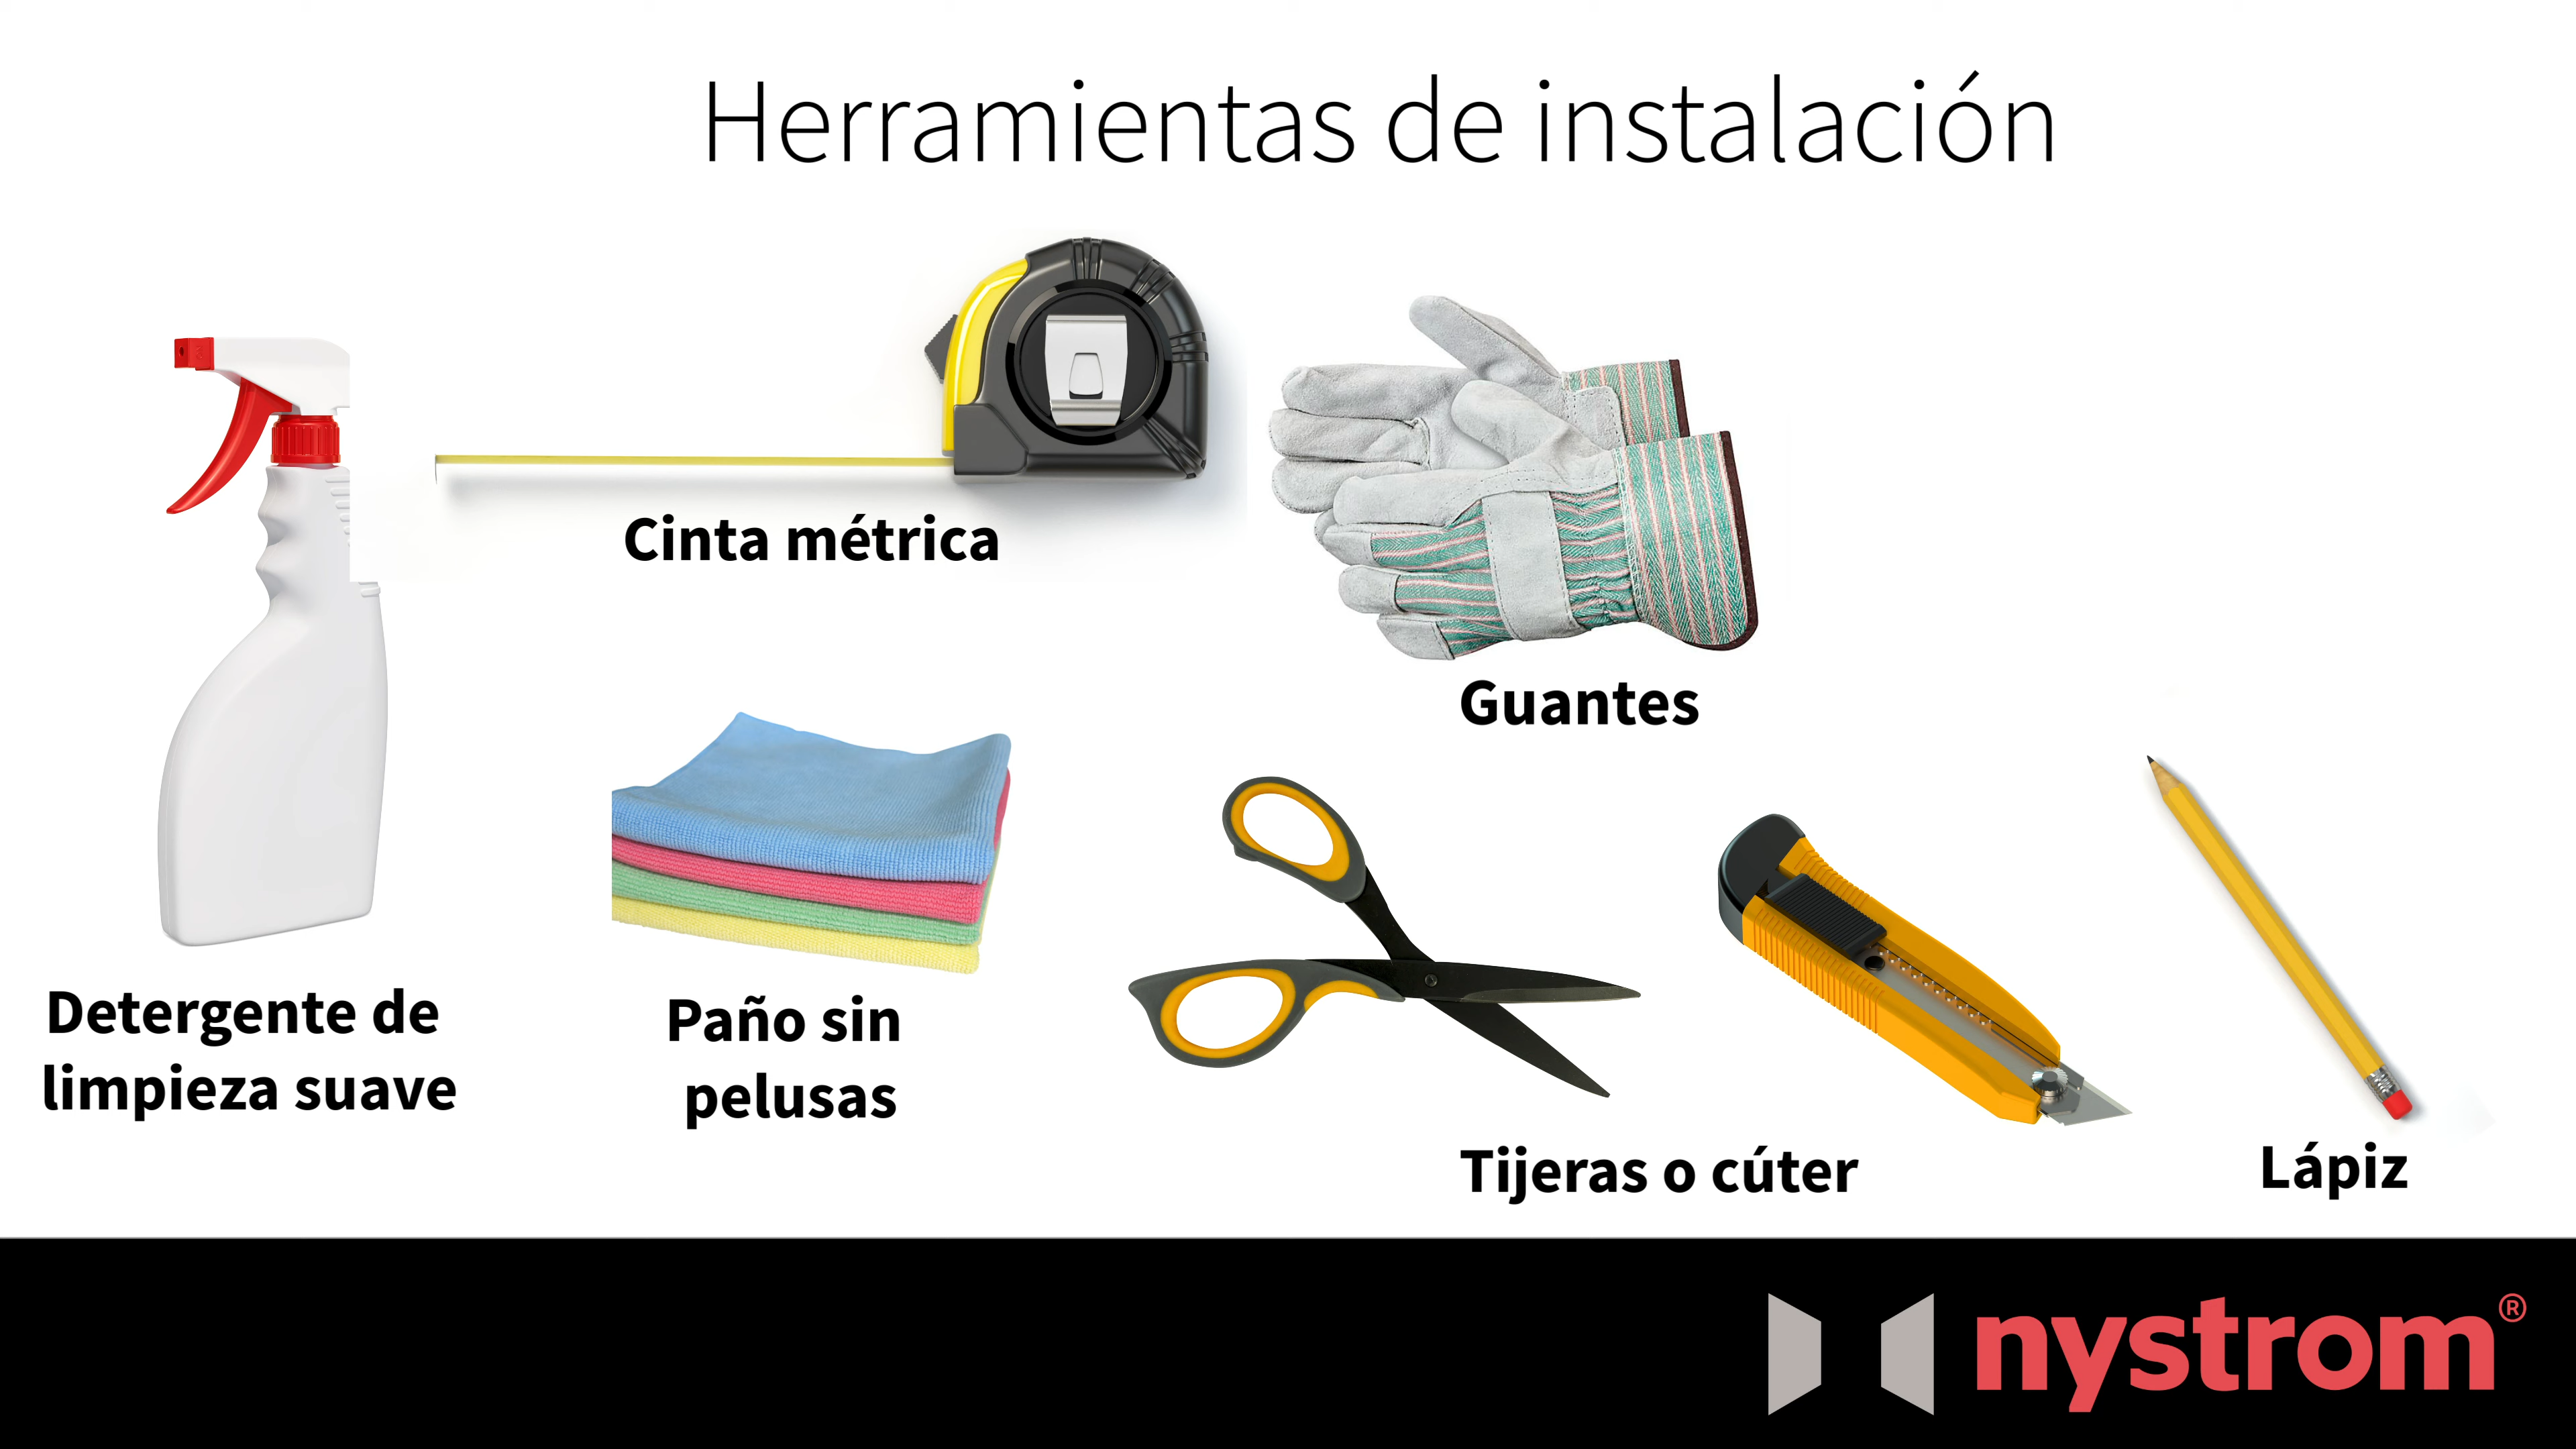 Herramientas de instalación
Cinta métrica
Guantes
Detergente de
limpieza suave
Paño sin
pelusas
Tijeras o cúter
Lápiz
nystrom®